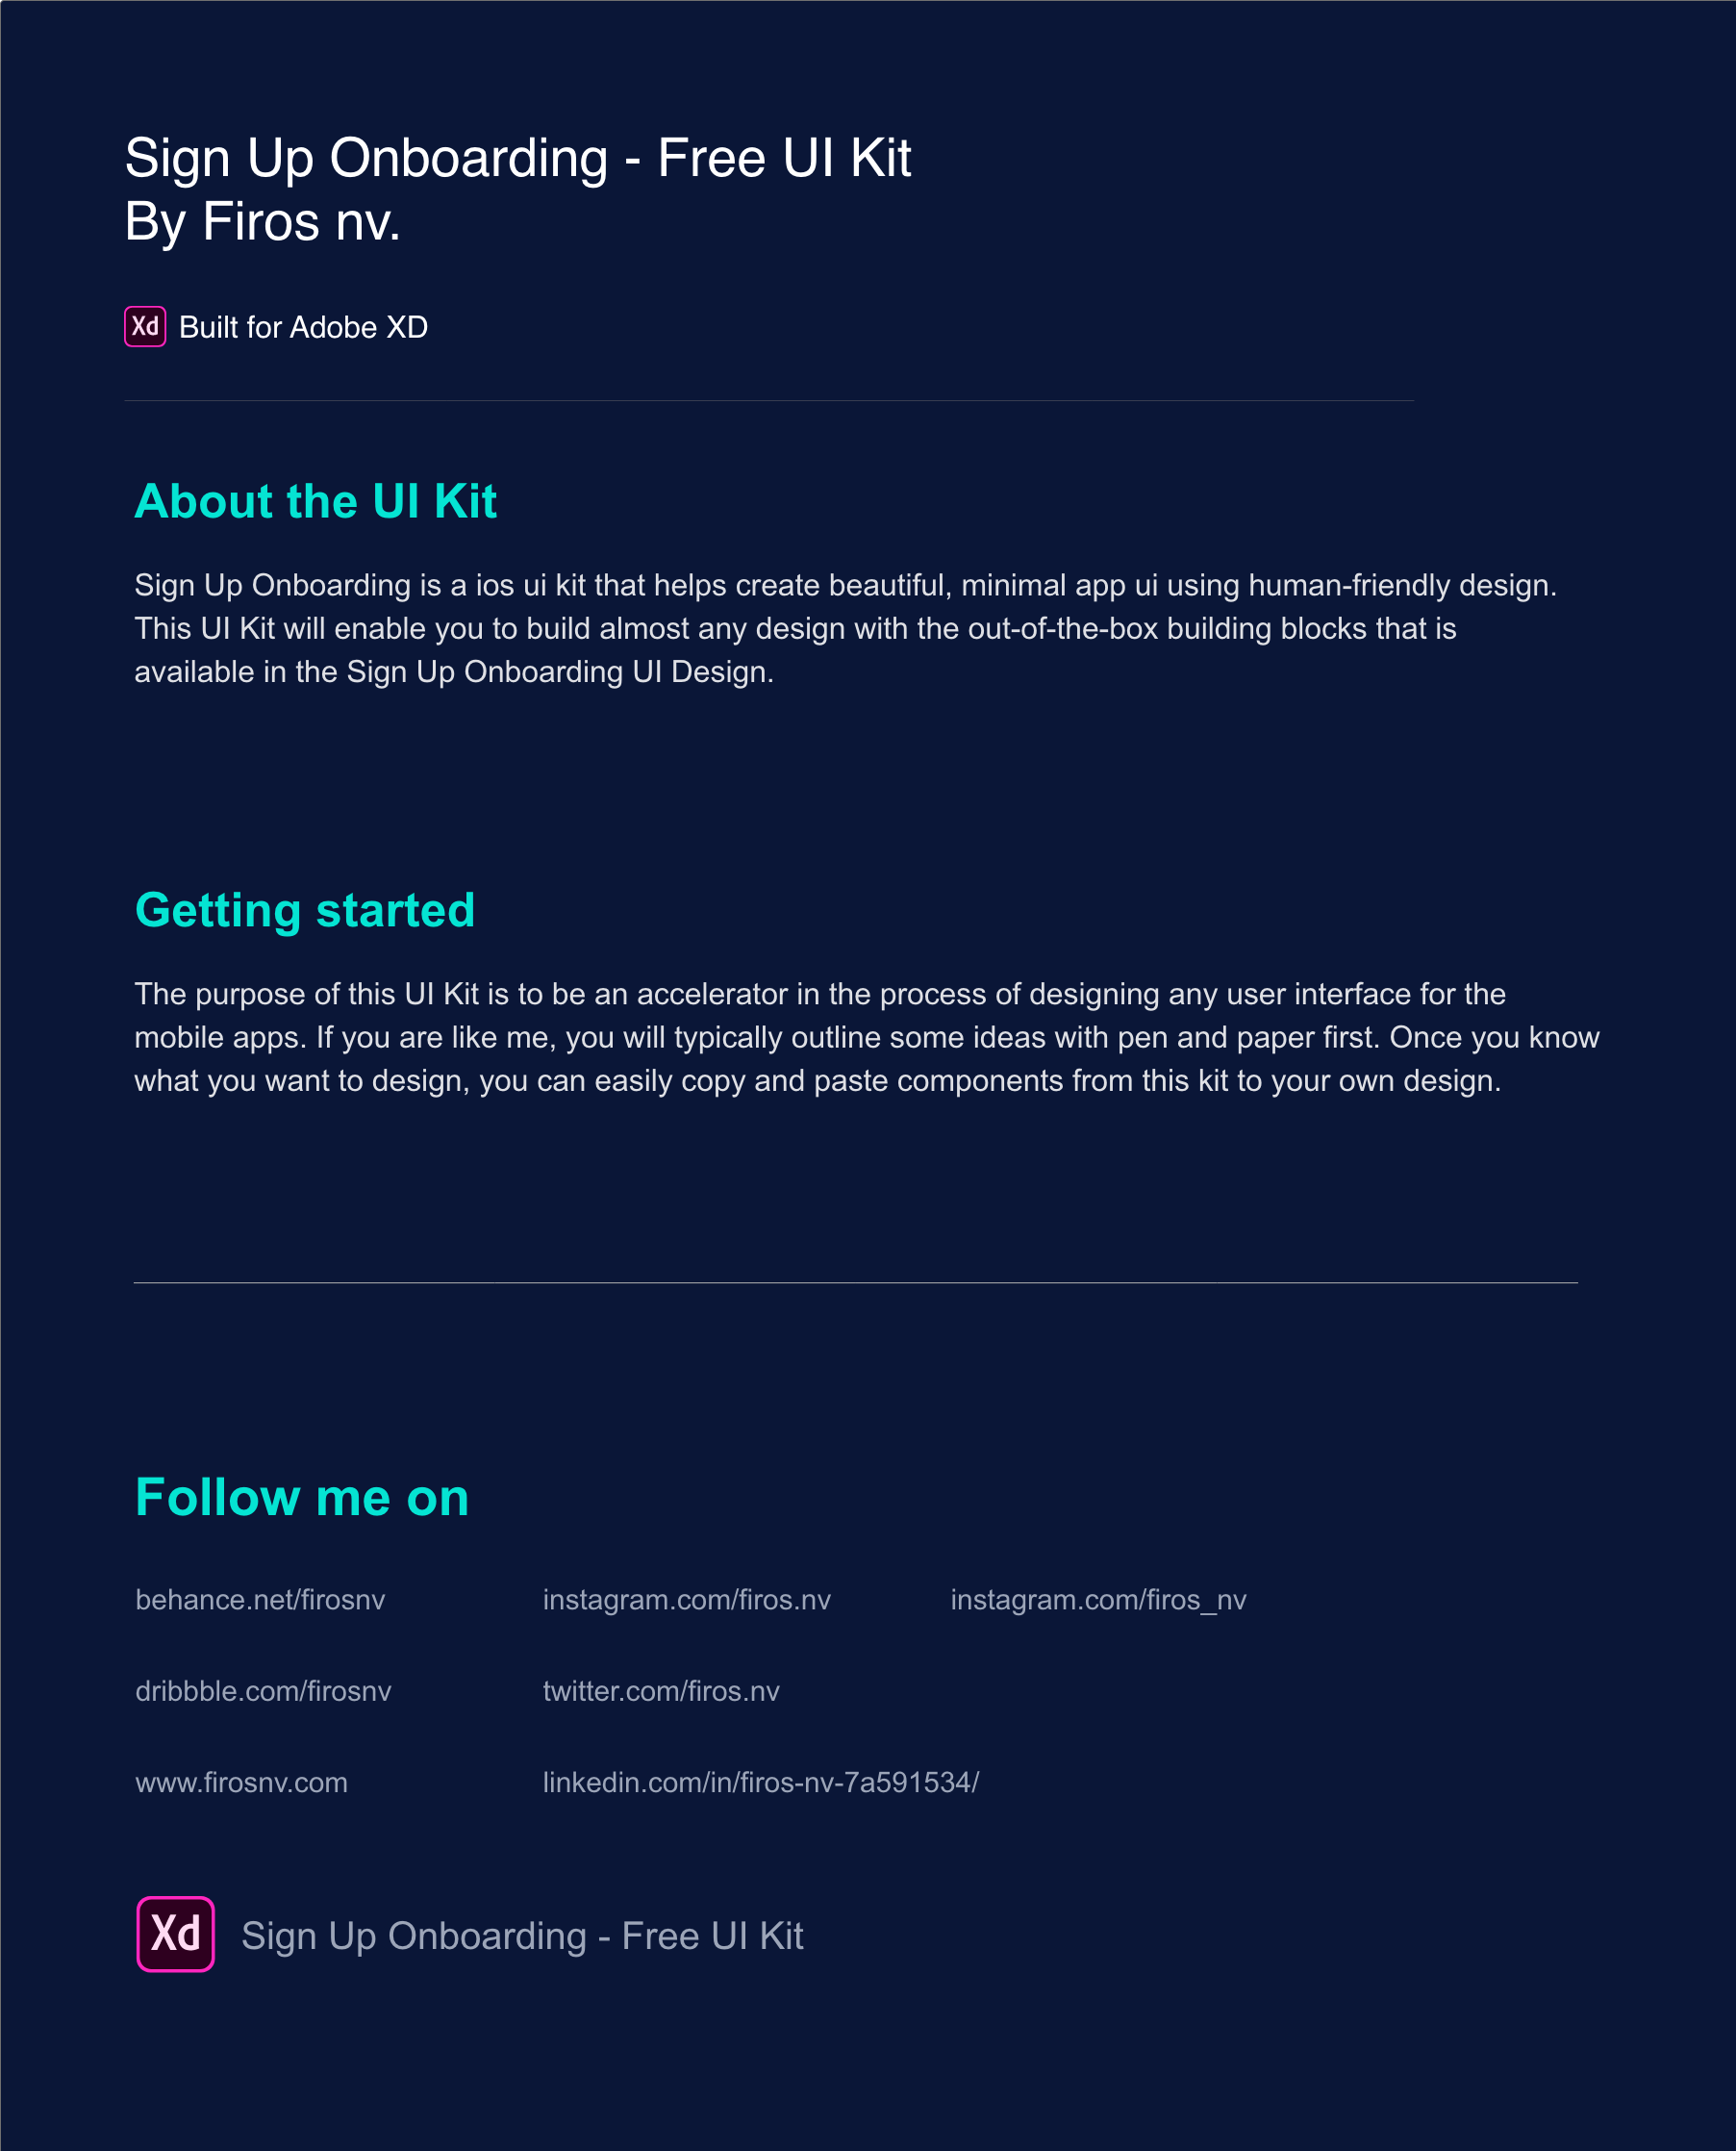 Sign Up Onboarding - Free UI Kit
By Firos nv.
Xd Built for Adobe XD
About the UI Kit
Sign Up Onboarding is a ios ui kit that helps create beautiful, minimal app ui using human-friendly design.
This UI Kit will enable you to build almost any design with the out-of-the-box building blocks that is
available in the Sign Up Onboarding UI Design.
Getting started
The purpose of this UI Kit is to be an accelerator in the process of designing any user interface for the
mobile apps. If you are like me, you will typically outline some ideas with pen and paper first. Once you know
what you want to design, you can easily copy and paste components from this kit to your own design.
Follow me on
behance.net/firosnv instagram.com/firos.nv instagram.com/firos_nv
dribbble.com/firosnv twitter.com/firos.nv
www.firosnv.com linkedin.com/in/firos-nv-7a591534/
Xd Sign Up Onboarding - Free UI Kit